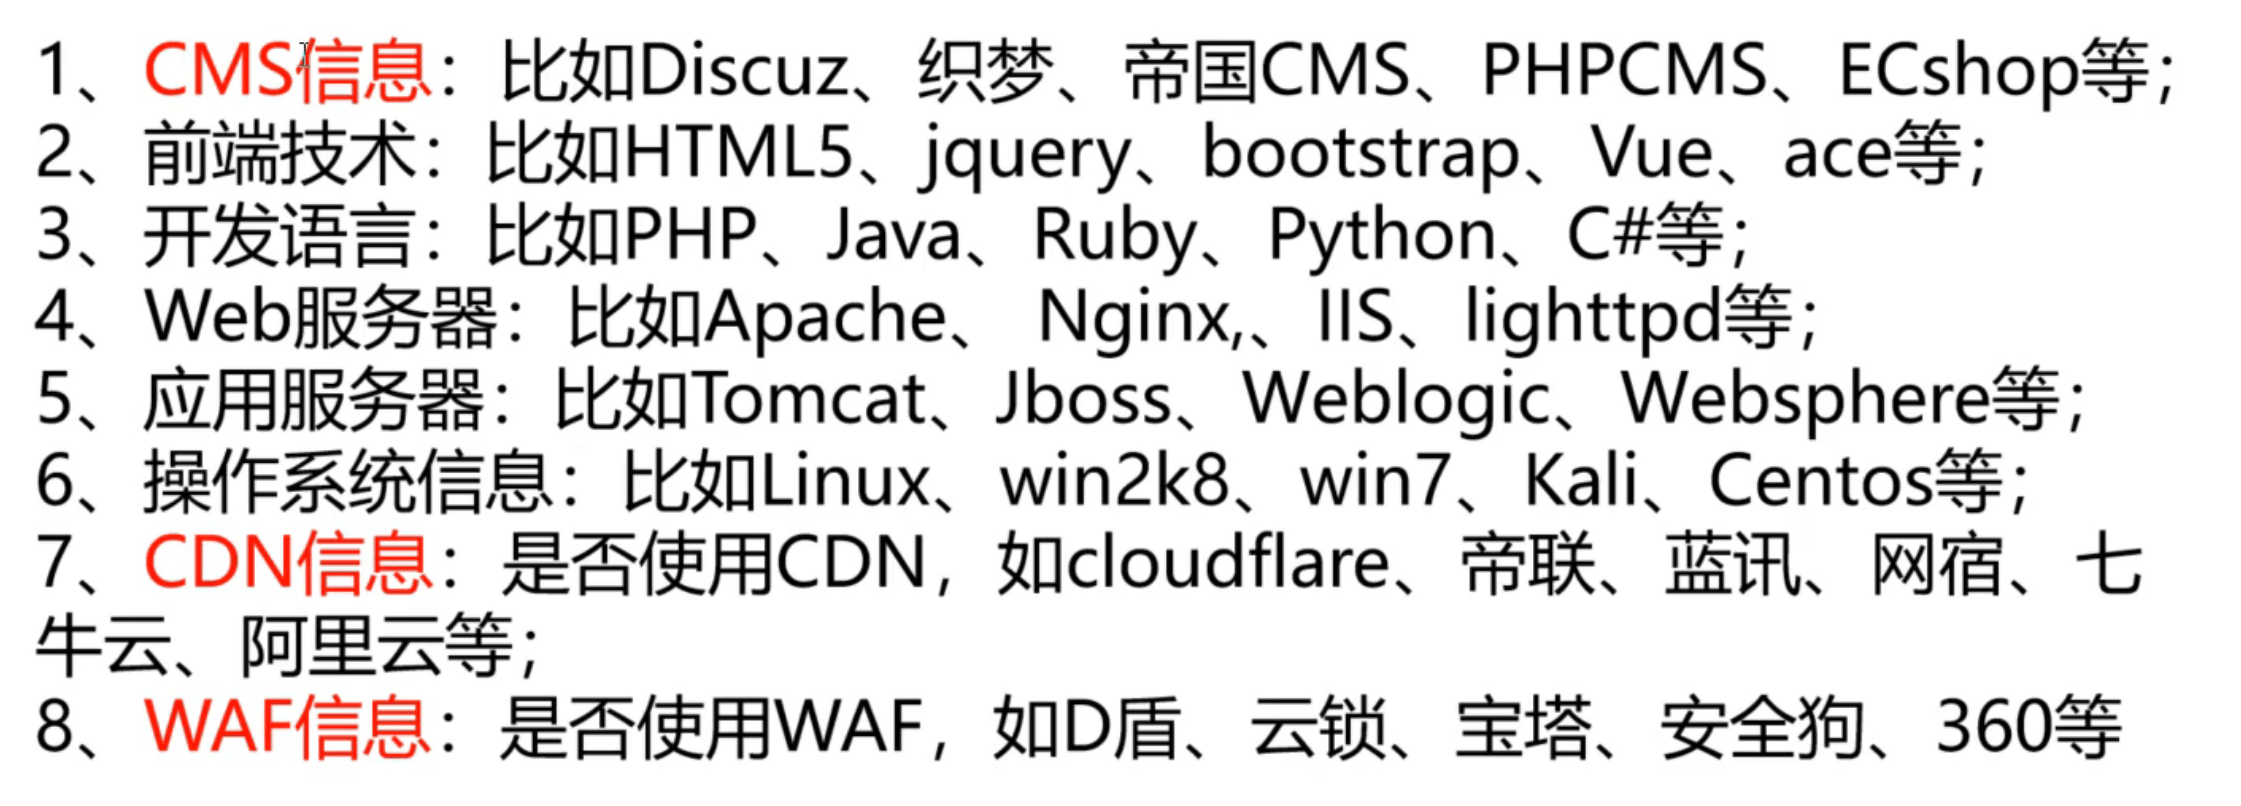 1、CMS信息：比如Discuz、织梦、帝国CMS、PHPCMS、ECshop等；
2、前端技术：比如HTML5、jquery、bootstrap、Vue、ace等；
3、开发语言：比如PHP、Java、Ruby、Python、C#等；
4、Web服务器：比如Apache、 Nginx,、IIS、lighttpd等；
5、应用服务器：比如Tomcat、Jboss、Weblogic、Websphere等；
6、操作系统信息：比如Linux、win2k8、win7、Kali、Centos等；
7、CDN信息：是否使用CDN，如cloudflare、帝联、蓝讯、网宿、七
牛云、阿里云等；
8、WAF信息：是否使用WAF，如D盾、云锁、宝塔、安全狗、360等